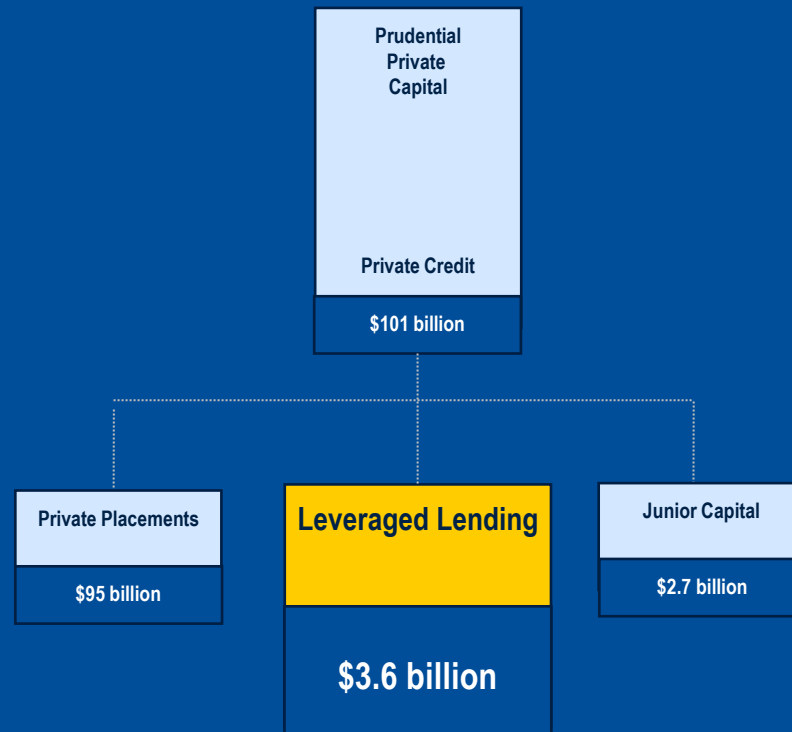 Prudential
Private
Capital
Private Credit
$101 billion
Private Placements
$95 billion
Leveraged Lending
$3.6 billion
Junior Capital
$2.7 billion